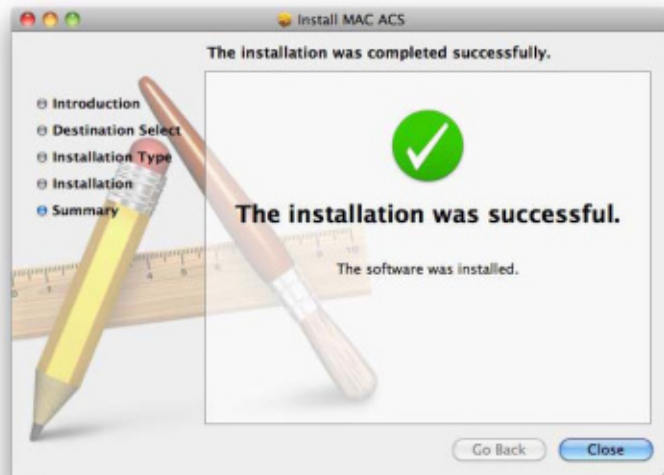 Install MAC ACS
The installation was completed successfully.
Introduction
Destination Select
Installation Type
Installation
Summary
The installation was successful.
The software was installed.
Go Back
Close